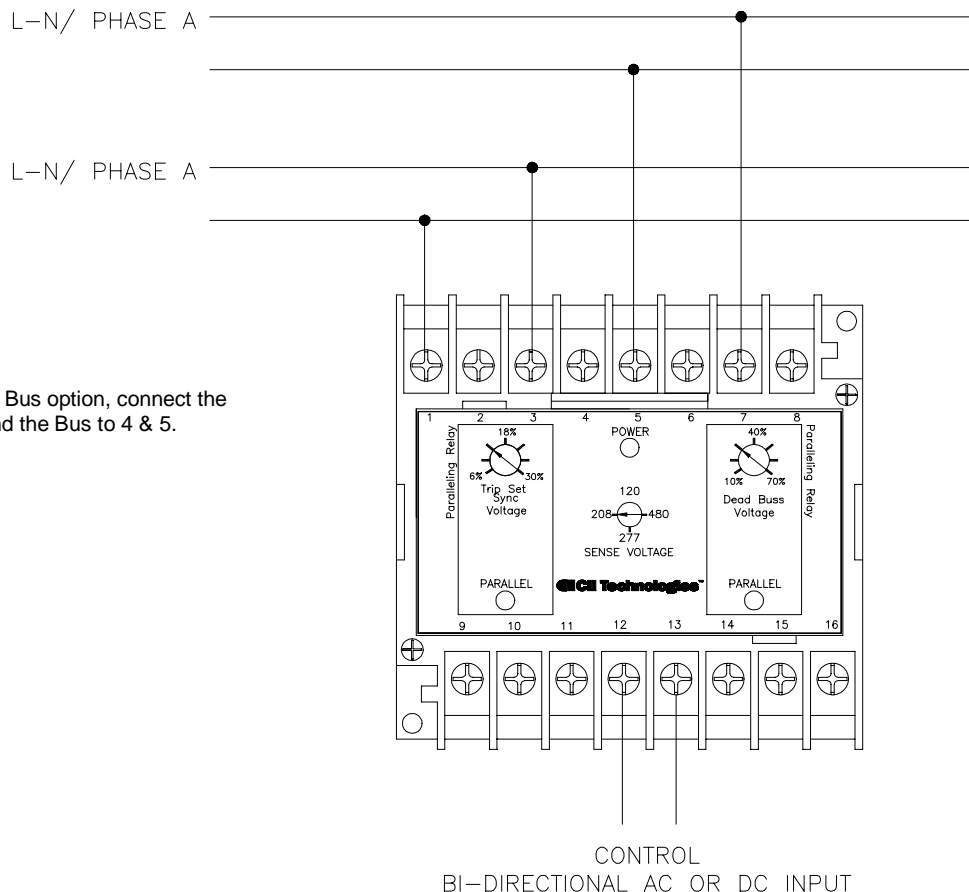 L-N/ PHASE A
L-N/ PHASE A
Bus option, connect the
d the Bus to 4 & 5.
1 2 3 4 5 6 7 8
Paralleling Relay
18%
6% 30%
Trip Set
Sync
Voltage
PARALLEL
POWER
120
208 480
277
SENSE VOLTAGE
CII Technologies™
40%
10% 70%
Dead Buss
Voltage
PARALLEL
Paralleling Relay
9 10 11 12 13 14 15 16
CONTROL
BI-DIRECTIONAL AC OR DC INPUT